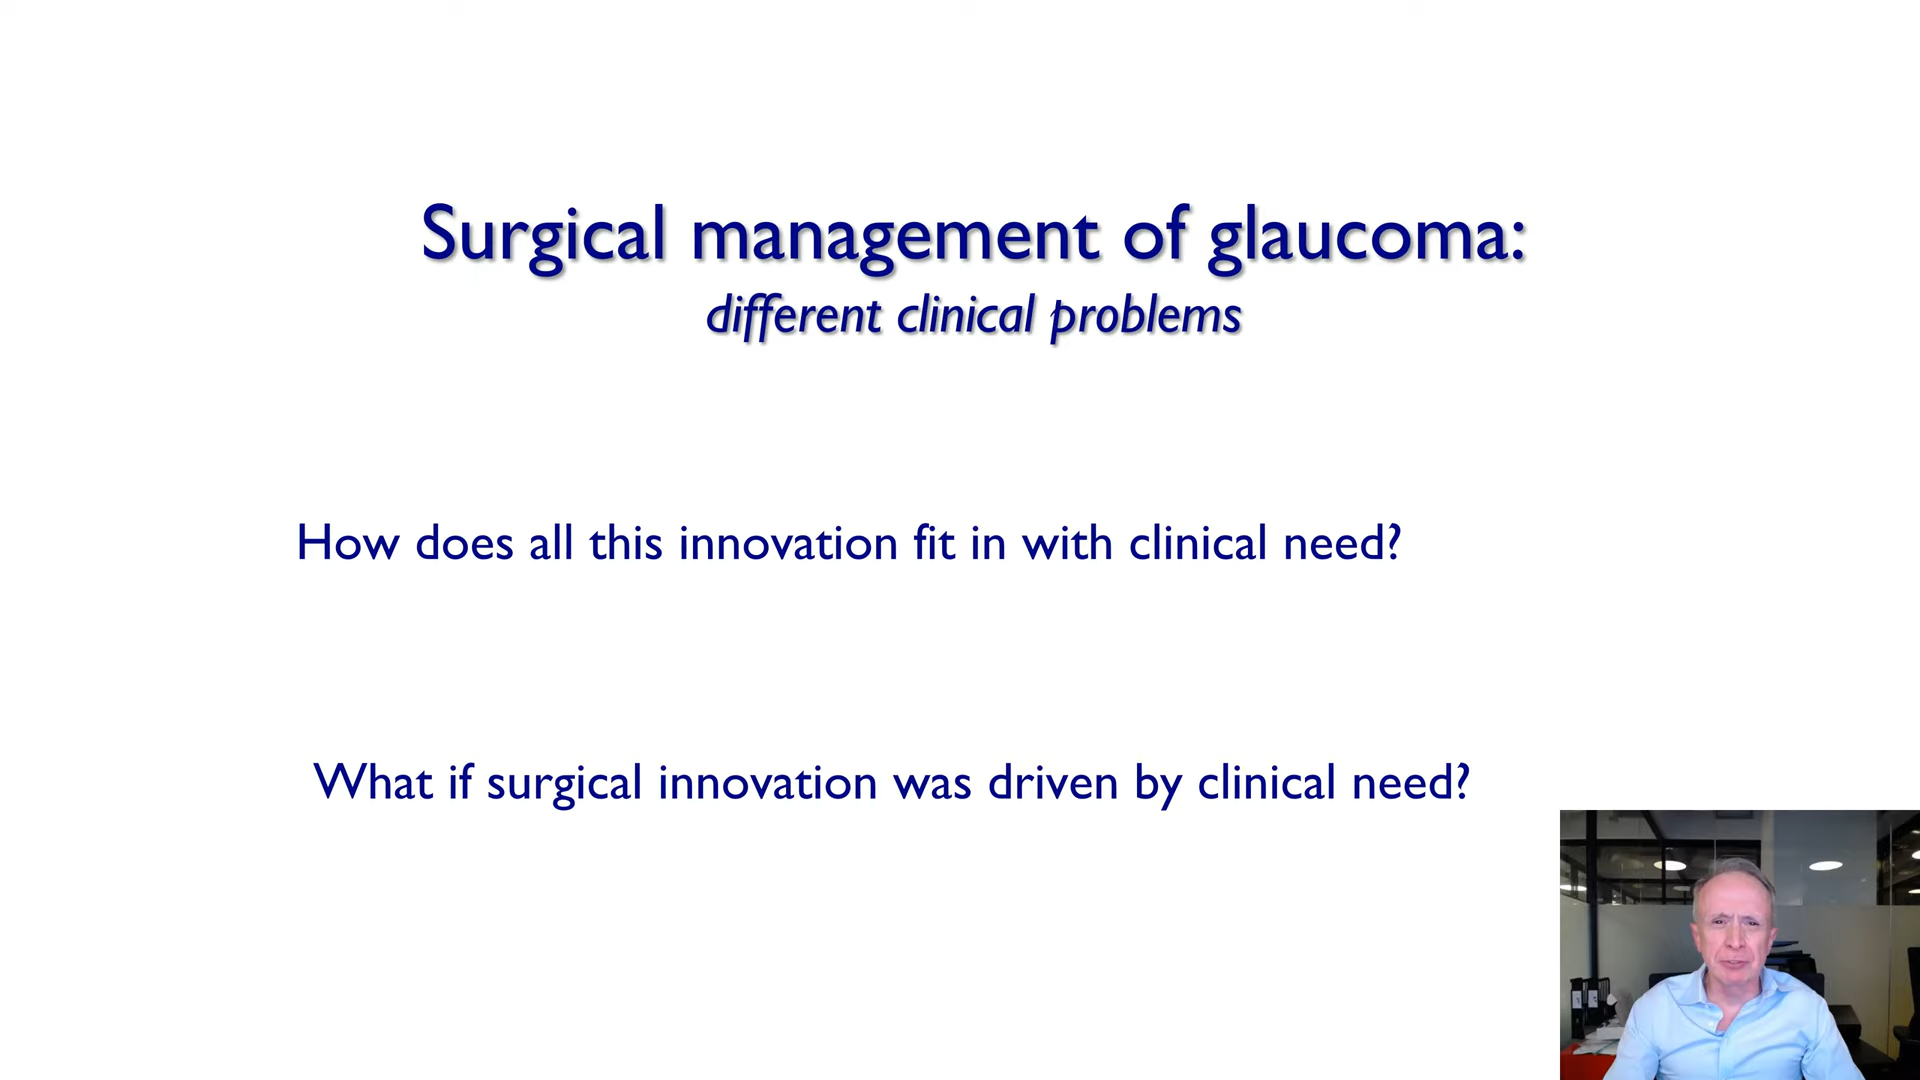 Surgical management of glaucoma:
different clinical problems
How does all this innovation fit in with clinical need?
What if surgical innovation was driven by clinical need?